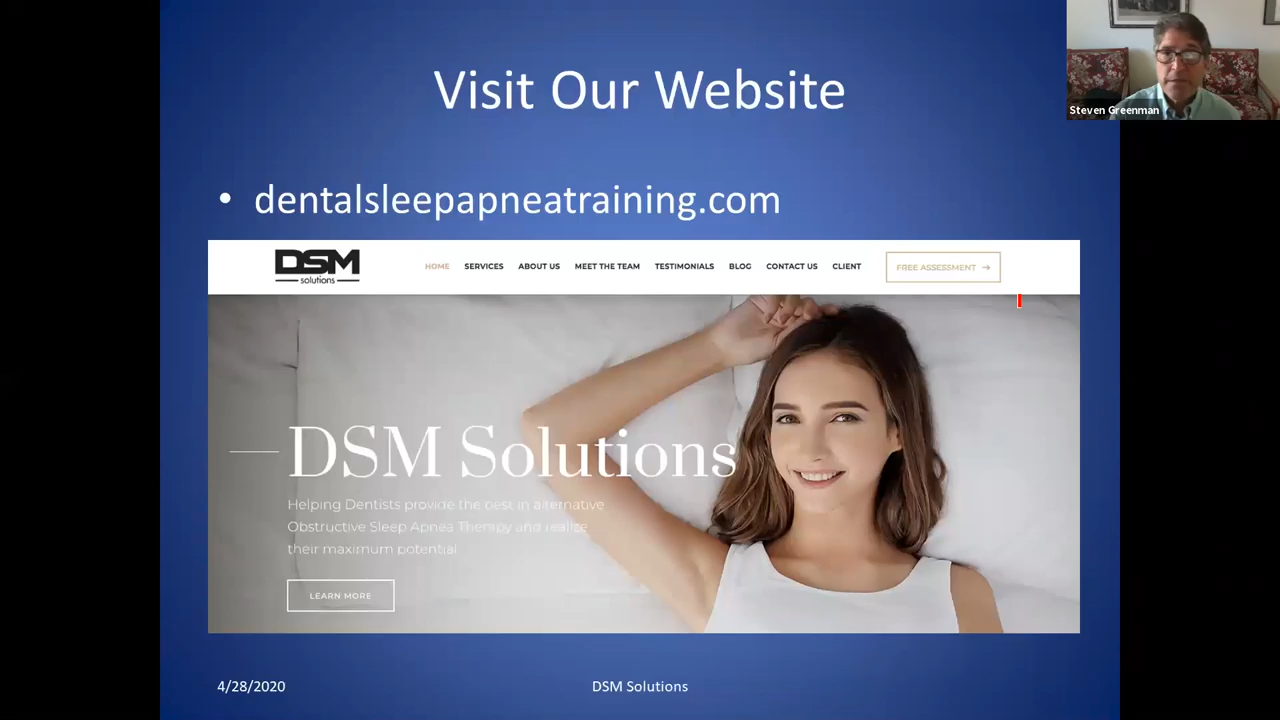 Visit Our Website
Steven Greenman
• dentalsleepapneatraining.com
DSM
solutions
HOME SERVICES ABOUT US MEET THE TEAM TESTIMONIALS BLOG CONTACT US CLIENT FREE ASSESSMENT →
DSM Solutions
Helping Dentists provide the best in alternative
Obstructive Sleep Apnea Therapy and realize
their maximum potential
LEARN MORE
4/28/2020 DSM Solutions